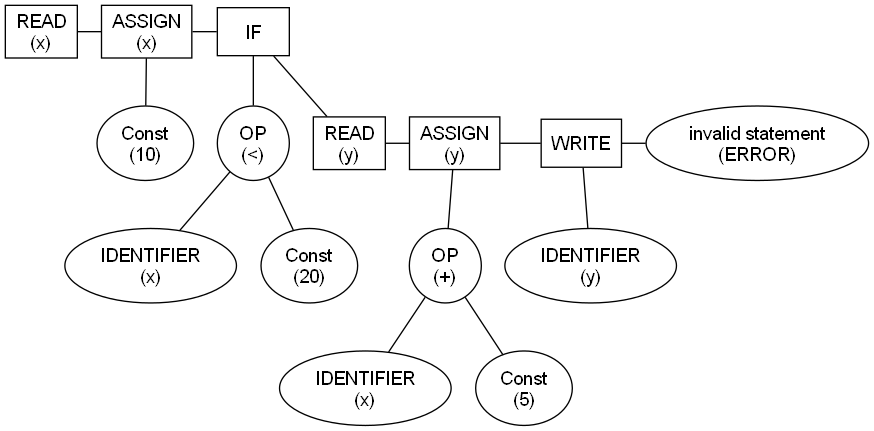 READ
(x)
ASSIGN
(x)
IF
Const
(10)
OP
(<)
READ
(y)
ASSIGN
(y)
WRITE
invalid statement
(ERROR)
IDENTIFIER
(x)
Const
(20)
OP
(+)
IDENTIFIER
(y)
IDENTIFIER
(x)
Const
(5)